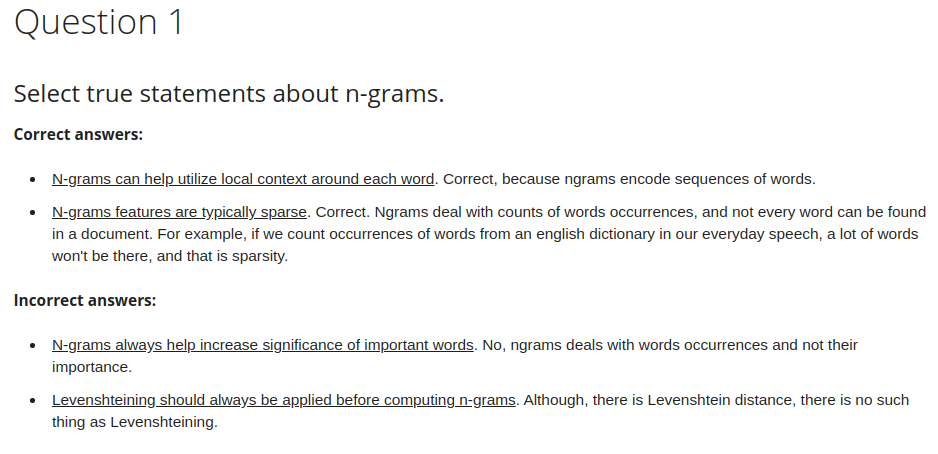 Question 1
Select true statements about n-grams.
Correct answers:
• N-grams can help utilize local context around each word. Correct, because ngrams encode sequences of words.
• N-grams features are typically sparse. Correct. Ngrams deal with counts of words occurrences, and not every word can be found
in a document. For example, if we count occurrences of words from an english dictionary in our everyday speech, a lot of words
won't be there, and that is sparsity.
Incorrect answers:
• N-grams always help increase significance of important words. No, ngrams deals with words occurrences and not their
importance.
• Levenshteining should always be applied before computing n-grams. Although, there is Levenshtein distance, there is no such
thing as Levenshteining.